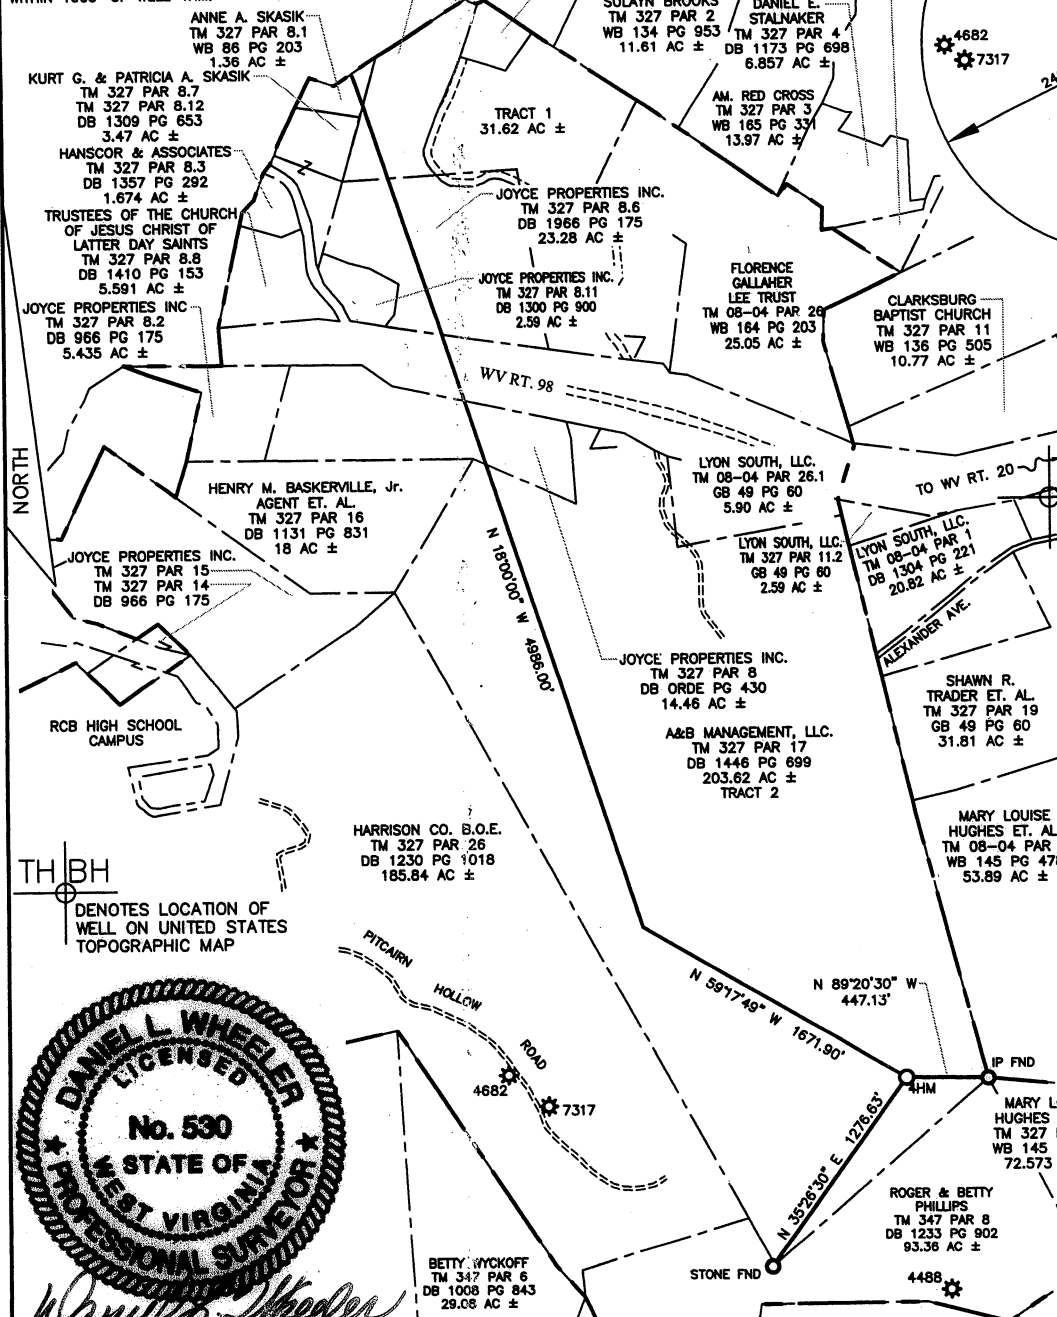 ANNE A. SKASIK
TM 327 PAR 8.1
WB 86 PG 203
1.36 AC ±
KURT G. & PATRICIA A. SKASIK
TM 327 PAR 8.7
TM 327 PAR 8.12
DB 1309 PG 653
3.47 AC ±
HANSCOR & ASSOCIATES
TM 327 PAR 8.3
DB 1357 PG 292
1.674 AC ±
TRUSTEES OF THE CHURCH
OF JESUS CHRIST OF
LATTER DAY SAINTS
TM 327 PAR 8.8
DB 1410 PG 153
5.591 AC ±
JOYCE PROPERTIES INC
TM 327 PAR 8.2
DB 966 PG 175
5.435 AC ±
TRACT 1
31.62 AC ±
SULAYN BROOKS
TM 327 PAR 2
WB 134 PG 953
11.61 AC ±
DANIEL E.
STALNAKER
TM 327 PAR 4
DB 1173 PG 698
6.857 AC ±
AM. RED CROSS
TM 327 PAR 3
WB 165 PG 331
13.97 AC ±
4682
7317
JOYCE PROPERTIES INC.
TM 327 PAR 8.6
DB 1966 PG 175
23.28 AC ±
JOYCE PROPERTIES INC.
TM 327 PAR 8.11
DB 1300 PG 900
2.59 AC ±
FLORENCE
GALLAHER
LEE TRUST
TM 08-04 PAR 26
WB 164 PG 203
25.05 AC ±
CLARKSBURG
BAPTIST CHURCH
TM 327 PAR 11
WB 136 PG 505
10.77 AC ±
WV RT. 98
NORTH
HENRY M. BASKERVILLE, Jr.
AGENT ET. AL.
TM 327 PAR 16
DB 1131 PG 831
18 AC ±
LYON SOUTH, LLC.
TM 08-04 PAR 26.1
GB 49 PG 60
5.90 AC ±
TO WV RT. 20
LYON SOUTH, LLC.
TM 327 PAR 11.2
GB 49 PG 60
2.59 AC ±
LYON SOUTH, LLC.
TM 08-04 PAR 1
DB 1304 PG 221
20.82 AC ±
ALEXANDER AVE.
JOYCE PROPERTIES INC.
TM 327 PAR 15
TM 327 PAR 14
DB 966 PG 175
N 18°00'00" W 4986.00'
JOYCE PROPERTIES INC.
TM 327 PAR 8
DB ORDE PG 430
14.46 AC ±
SHAWN R.
TRADER ET. AL.
TM 327 PAR 19
GB 49 PG 60
31.81 AC ±
RCB HIGH SCHOOL
CAMPUS
A&B MANAGEMENT, LLC.
TM 327 PAR 17
DB 1446 PG 699
203.62 AC ±
TRACT 2
HARRISON CO. B.O.E.
TM 327 PAR 26
DB 1230 PG 1018
185.84 AC ±
MARY LOUISE
HUGHES ET. AL
TM 08-04 PAR
WB 145 PG
53.89 AC ±
TH BH
DENOTES LOCATION OF
WELL ON UNITED STATES
TOPOGRAPHIC MAP
PITCAIRN
HOLLOW
ROAD
4682
7317
N 59°17'49" W 1671.90'
N 89°20'30" W
447.13'
IP FND
4HM
MARY
HUGHES
TM 327
WB 145
72.573
N 35°26'30" E 1276.63'
DANIEL L. WHEELER
LICENSED
No. 530
STATE OF
WEST VIRGINIA
PROFESSIONAL SURVEYOR
ROGER & BETTY
PHILLIPS
TM 347 PAR 8
DB 1233 PG 902
93.36 AC ±
STONE FND
4488
BETTY WYCKOFF
TM 347 PAR 6
DB 1008 PG 843
29.06 AC ±